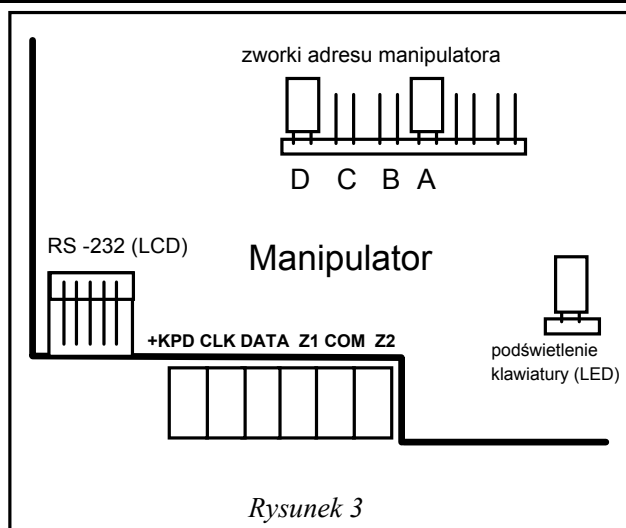 zworki adresu manipulatora
D C B A
RS -232 (LCD)
Manipulator
+KPD CLK DATA Z1 COM Z2
podświetlenie
klawiatury (LED)
Rysunek 3